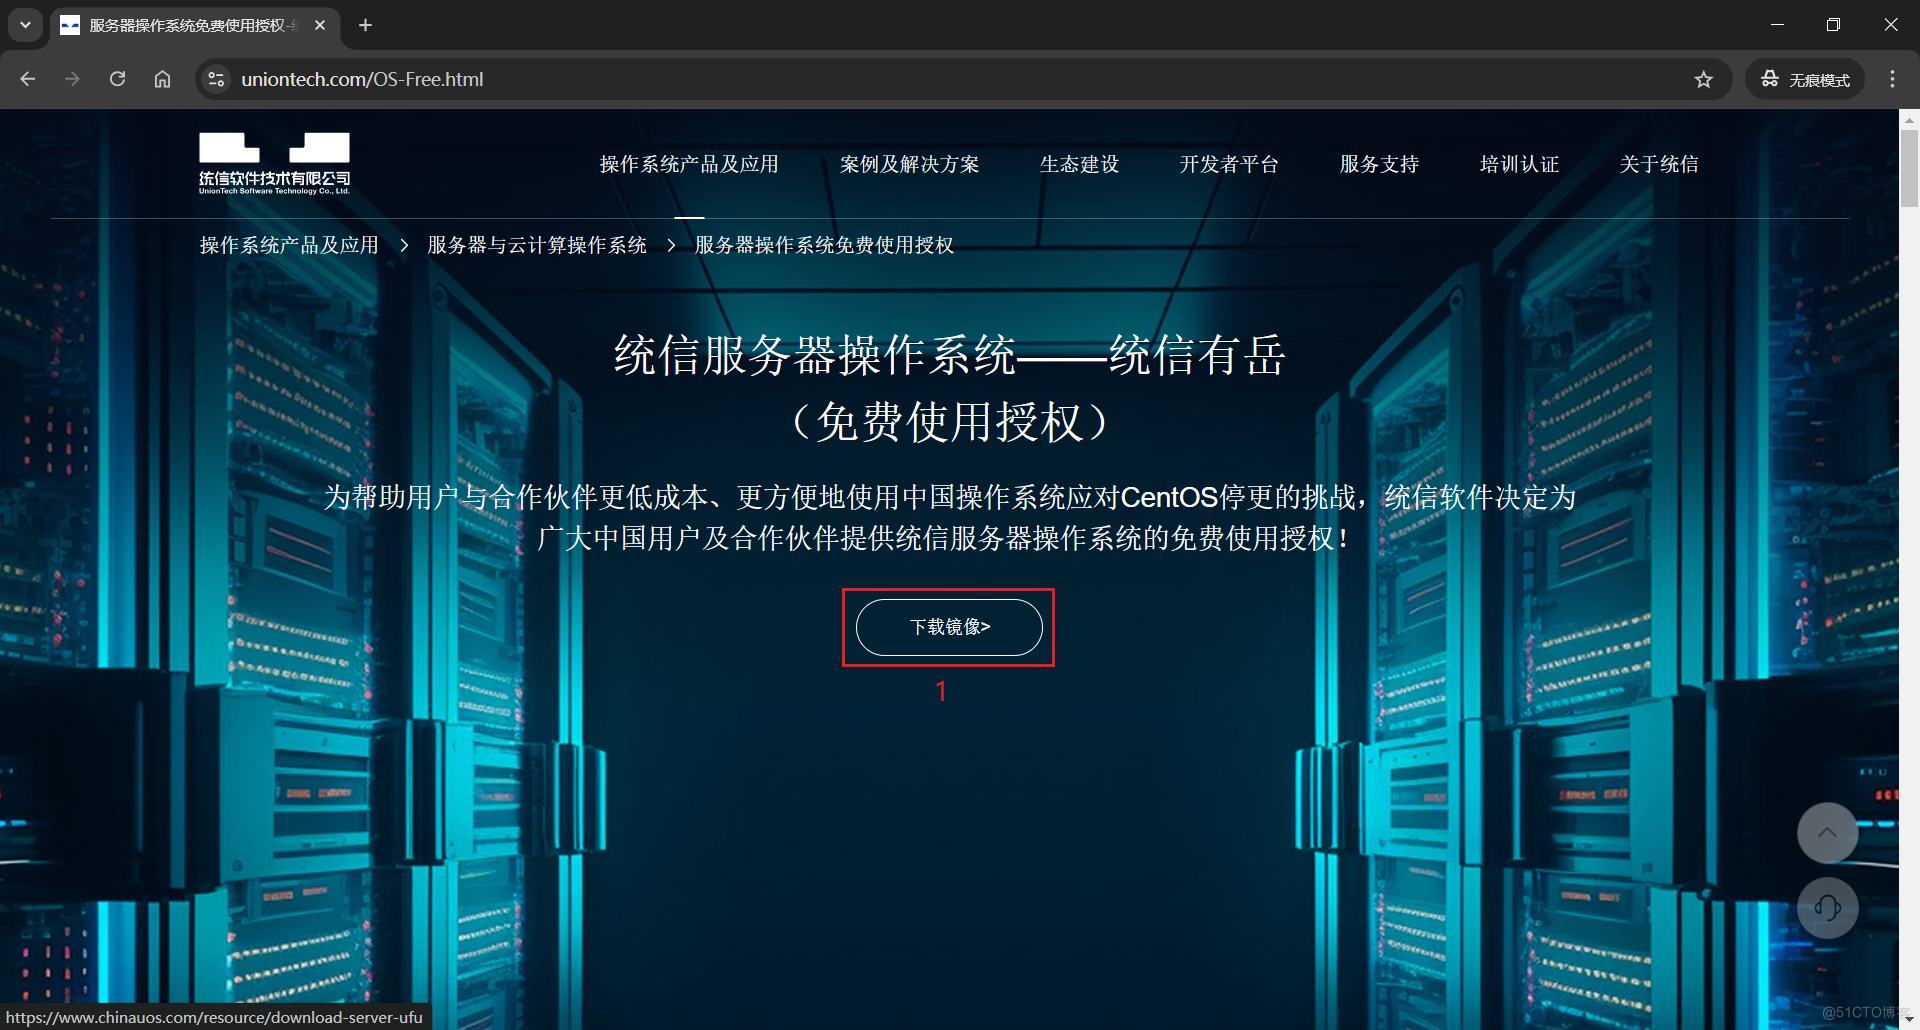 服务器操作系统免费使用授权-
uniontech.com/OS-Free.html
无痕模式
统信软件技术有限公司
UnionTech Software Technology Co., Ltd.
操作系统产品及应用
案例及解决方案
生态建设
开发者平台
服务支持
培训认证
关于统信
操作系统产品及应用 > 服务器与云计算操作系统 > 服务器操作系统免费使用授权
统信服务器操作系统——统信有岳
（免费使用授权）
为帮助用户与合作伙伴更低成本、更方便地使用中国操作系统应对CentOS停更的挑战，统信软件决定为
广大中国用户及合作伙伴提供统信服务器操作系统的免费使用授权！
下载镜像>
1
https://www.chinauos.com/resource/download-server-ufu
@51CTO博客